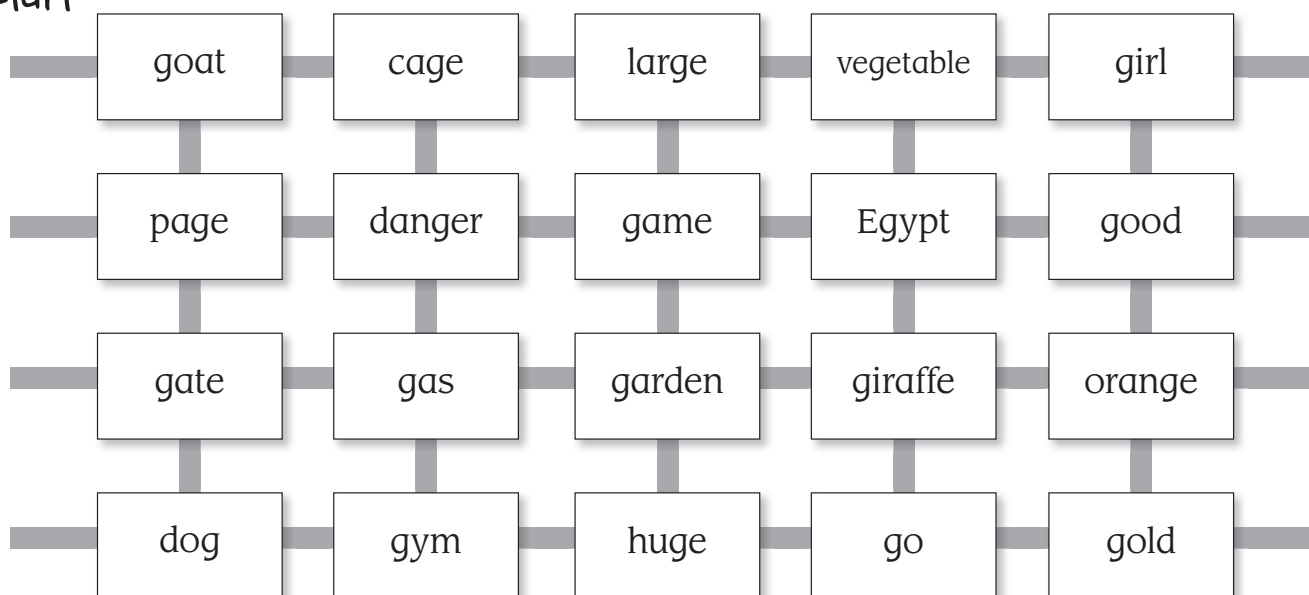 goat cage large vegetable girl
page danger game Egypt good
gate gas garden giraffe orange
dog gym huge go gold